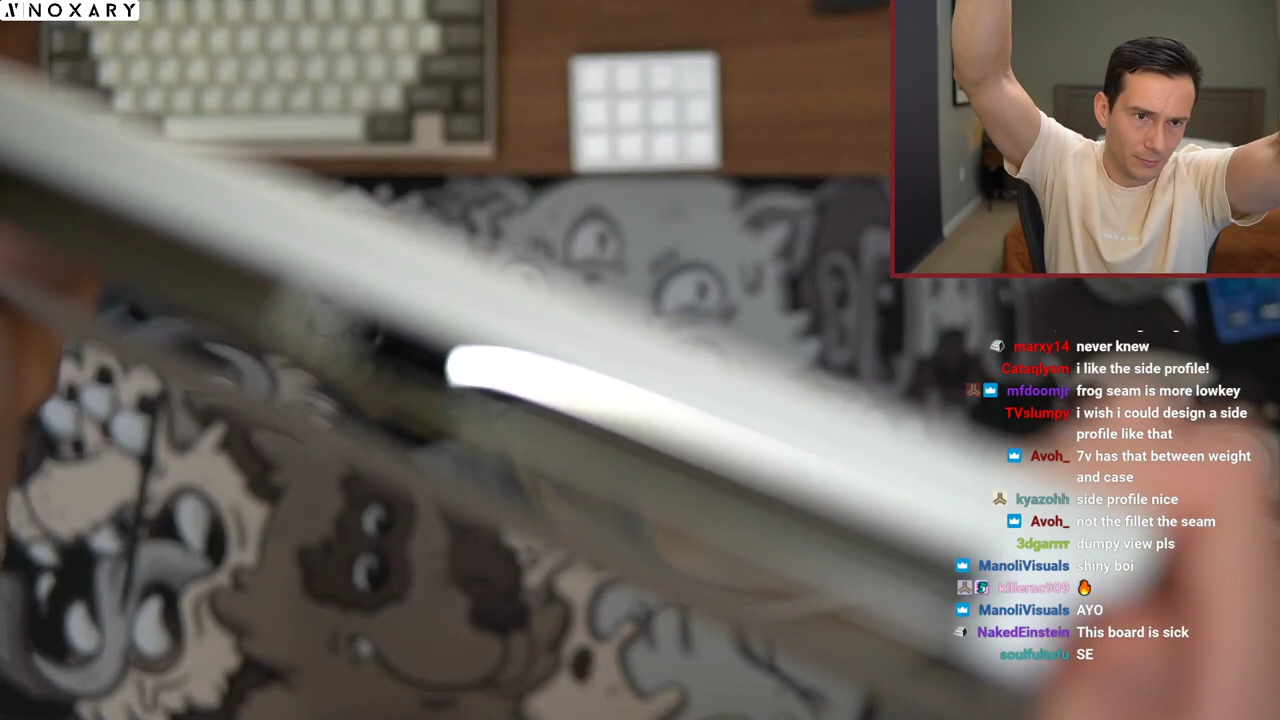 NOXARY
marxy14 never knew
Cataqlysm i like the side profile!
mfdoomjr frog seam is more lowkey
TVslumpy i wish i could design a side
profile like that
Avoh_ 7v has that between weight
and case
kyazohh side profile nice
Avoh_ not the fillet the seam
3dgarrrr dumpy view pls
ManoliVisuals shiny boi
killerac909
ManoliVisuals AYO
NakedEinstein This board is sick
SE